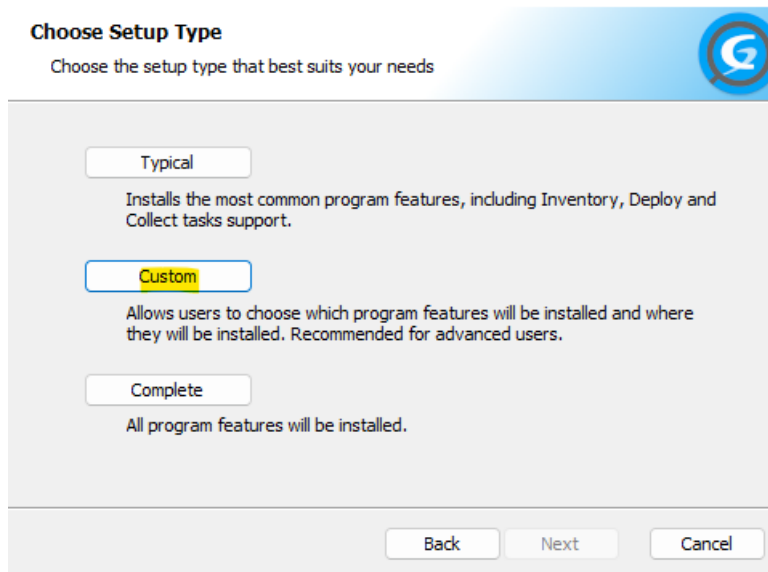 Choose Setup Type
Choose the setup type that best suits your needs
Typical
Installs the most common program features, including Inventory, Deploy and
Collect tasks support.
Custom
Allows users to choose which program features will be installed and where
they will be installed. Recommended for advanced users.
Complete
All program features will be installed.
Back Next Cancel